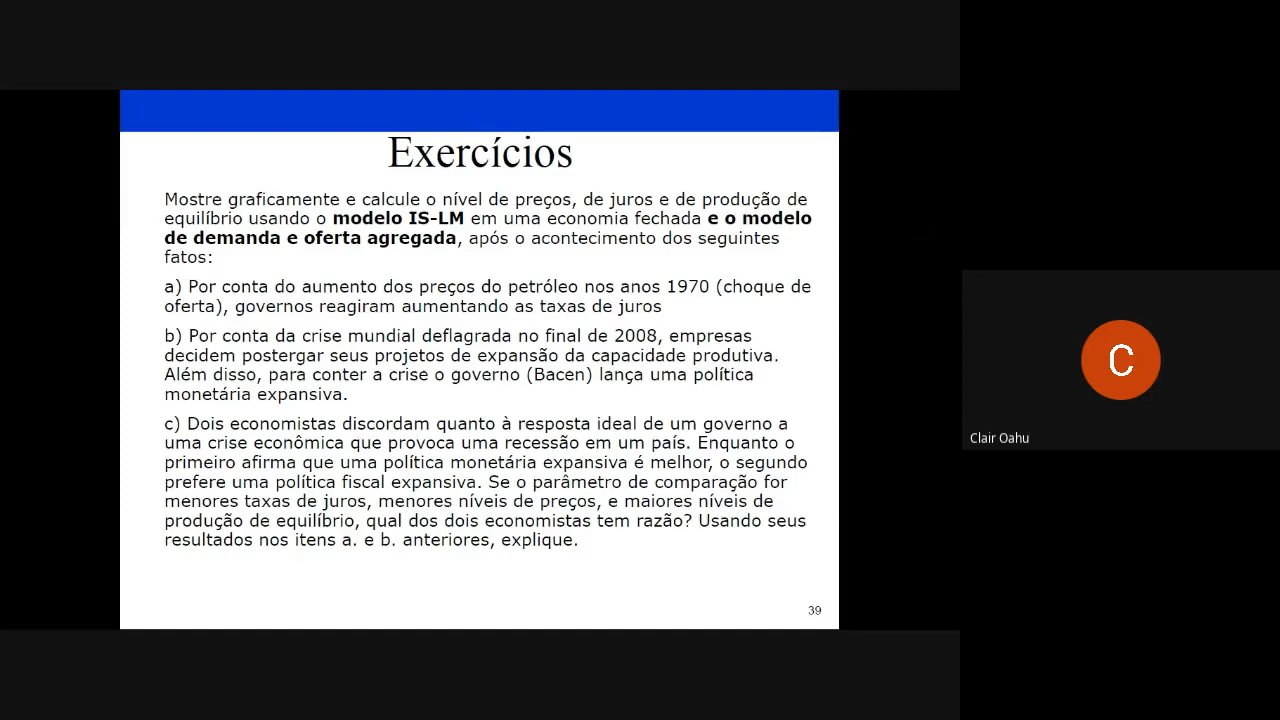 Exercícios
Mostre graficamente e calcule o nível de preços, de juros e de produção de
equilíbrio usando o modelo IS-LM em uma economia fechada e o modelo
de demanda e oferta agregada, após o acontecimento dos seguintes
fatos:
a) Por conta do aumento dos preços do petróleo nos anos 1970 (choque de
oferta), governos reagiram aumentando as taxas de juros
b) Por conta da crise mundial deflagrada no final de 2008, empresas
decidem postergar seus projetos de expansão da capacidade produtiva.
Além disso, para conter a crise o governo (Bacen) lança uma política
monetária expansiva.
c) Dois economistas discordam quanto à resposta ideal de um governo a
uma crise econômica que provoca uma recessão em um país. Enquanto o
primeiro afirma que uma política monetária expansiva é melhor, o segundo
prefere uma política fiscal expansiva. Se o parâmetro de comparação for
menores taxas de juros, menores níveis de preços, e maiores níveis de
produção de equilíbrio, qual dos dois economistas tem razão? Usando seus
resultados nos itens a. e b. anteriores, explique.
39
C
Clair Oahu